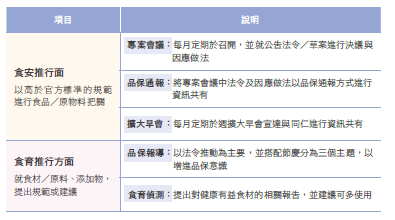 項目
說明
食安推行面
以高於官方標準的規範
進行食品／原物料把關
專案會議：每月定期於召開，並就公告法令／草案進行決議與
因應做法
品保通報：將專案會議中法令及因應做法以品保通報方式進行
資訊共有
擴大早會：每月定期於週擴大早會宣達與同仁進行資訊共有
食育推行方面
就食材／原料、添加物，
提出規範或建議
品保報導：以法令推動為主要，並搭配節慶分為三個主題，以
增進品保意識
食育偵測：提出對健康有益食材的相關報告，並建議可多使用